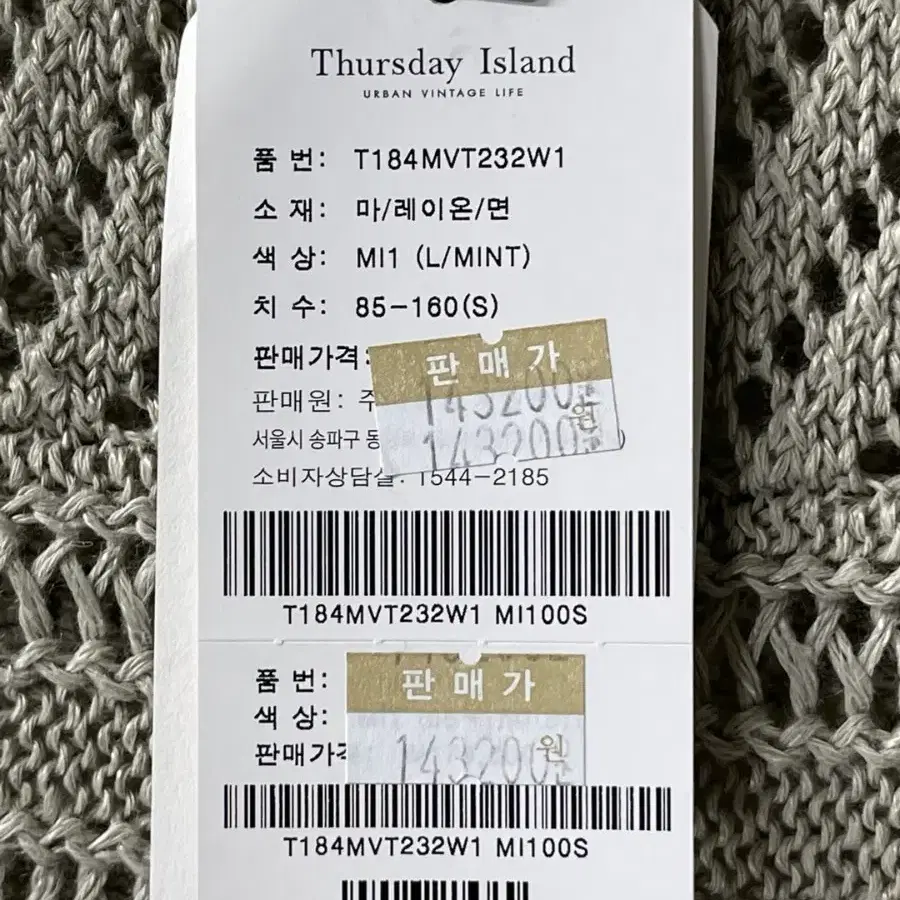 Thursday Island
URBAN VINTAGE LIFE
품 번: T184MVT232W1
소 재: 마/레이온/면
색 상: MI1 (L/MINT)
치 수: 85-160(S)
판매가격:
판매가
143200원
143200
판매원: 주
서울시 송파구
소비자상담실: 1544-2185
T184MVT232W1 MI100S
품 번:
판매가
색 상:
판매가격
143200원
T184MVT232W1 MI100S